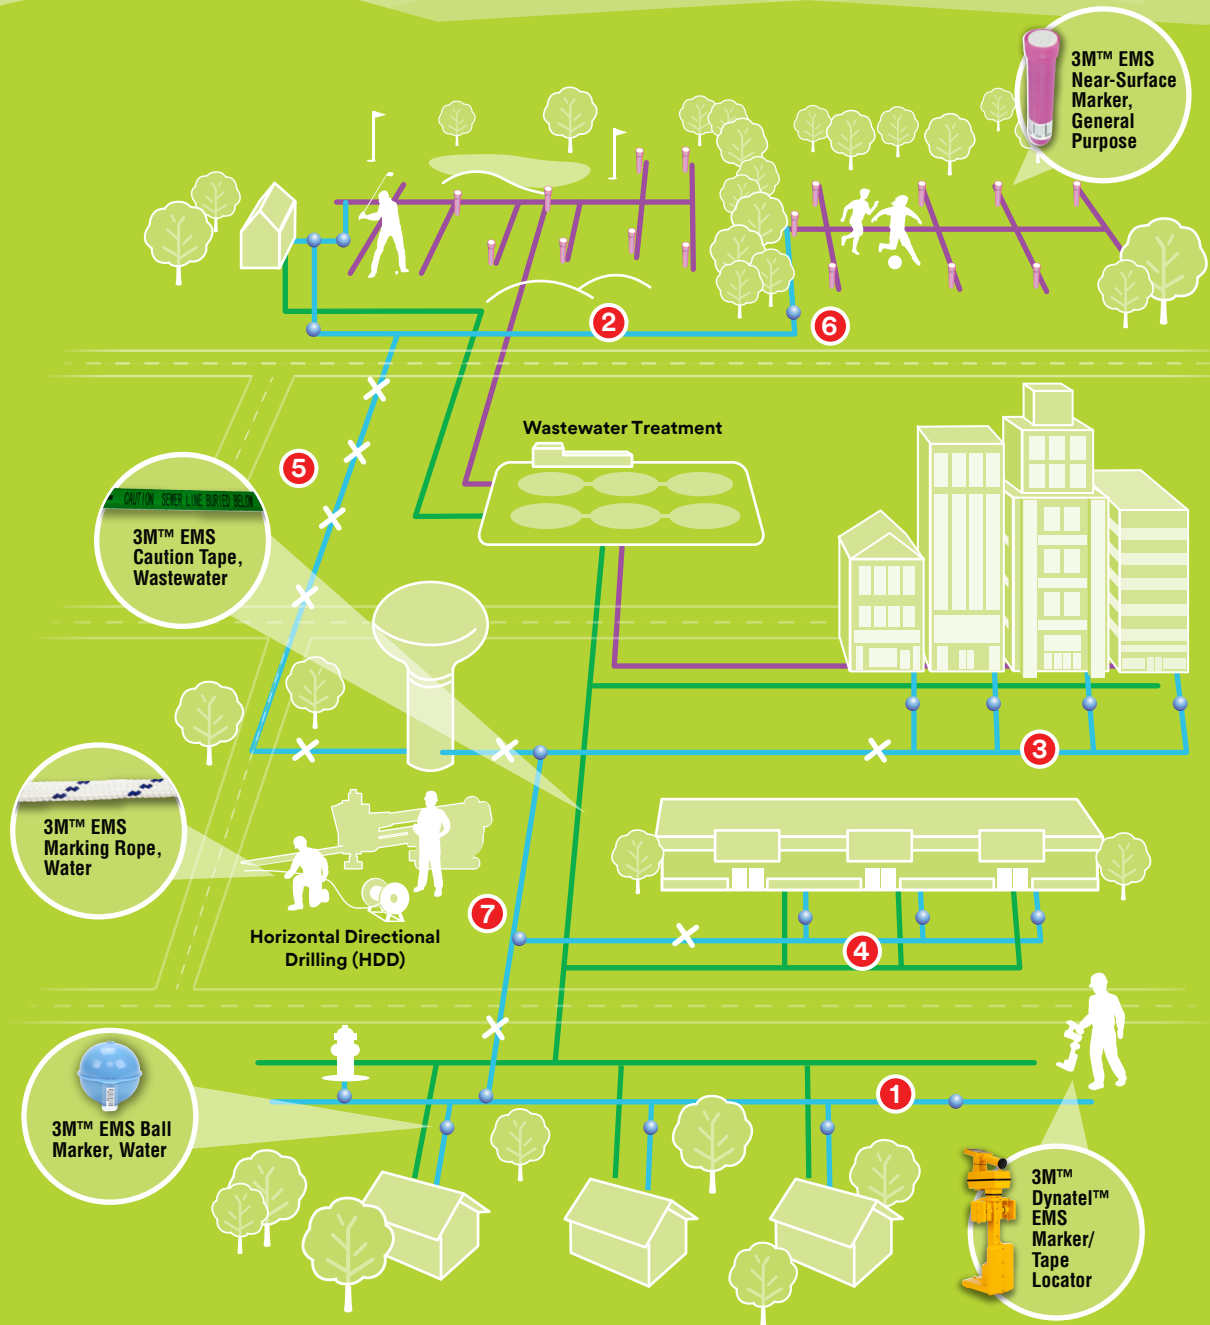 3M™ EMS
Near-Surface
Marker,
General
Purpose
2
6
Wastewater Treatment
5
CAUTION SEWER LINE BURIED BELOW
3M™ EMS
Caution Tape,
Wastewater
3
3M™ EMS
Marking Rope,
Water
7
Horizontal Directional
Drilling (HDD)
4
1
3M™ EMS Ball
Marker, Water
3M™
Dynatel™
EMS
Marker/
Tape
Locator